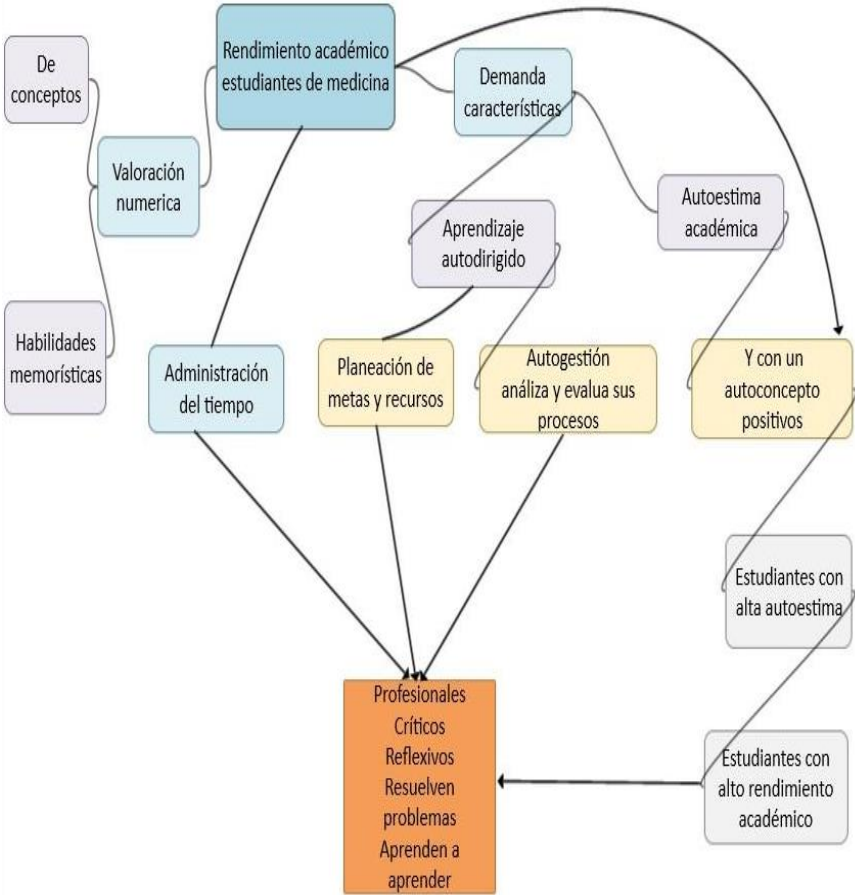 Rendimiento académico
estudiantes de medicina
De
conceptos
Demanda
características
Valoración
numerica
Autoestima
académica
Aprendizaje
autodirigido
Habilidades
memorísticas
Administración
del tiempo
Planeación de
metas y recursos
Autogestión
análiza y evalua sus
procesos
Y con un
autoconcepto
positivos
Estudiantes con
alta autoestima
Profesionales
Críticos
Reflexivos
Resuelven
problemas
Aprenden a
aprender
Estudiantes con
alto rendimiento
académico